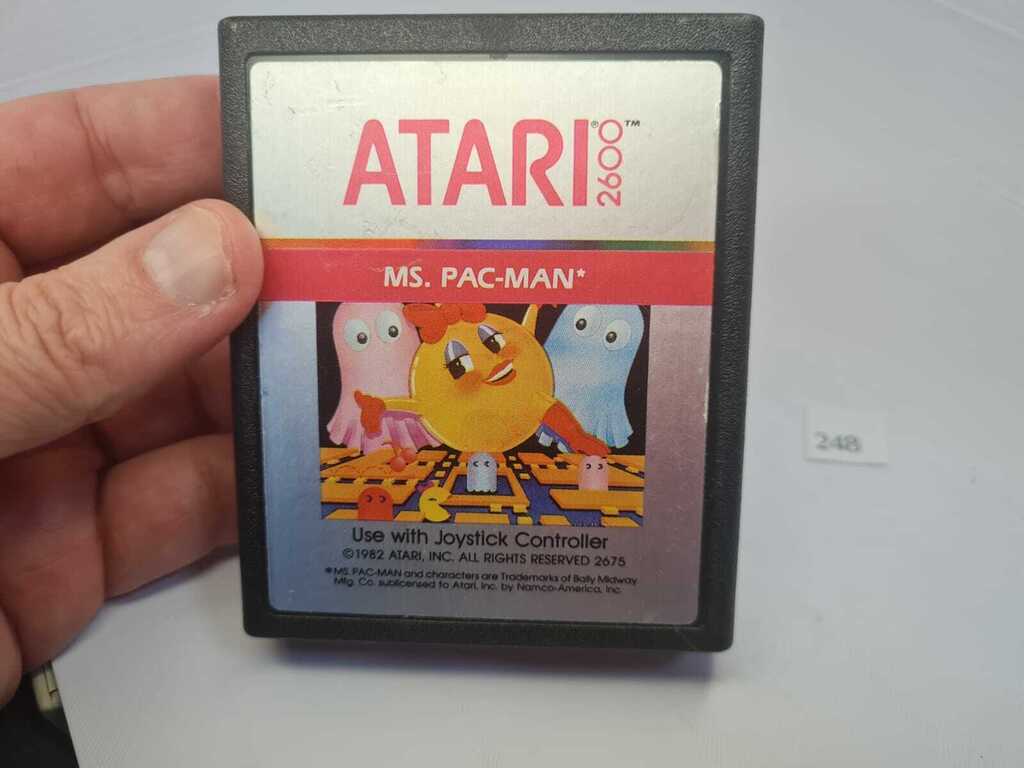 ATARI® 2600™
MS. PAC-MAN*
Use with Joystick Controller
©1982 ATARI, INC. ALL RIGHTS RESERVED 2675
*MS. PAC-MAN and characters are Trademarks of Bally Midway
Mfg. Co. sublicensed to Atari, Inc. by Namco-America, Inc.
248